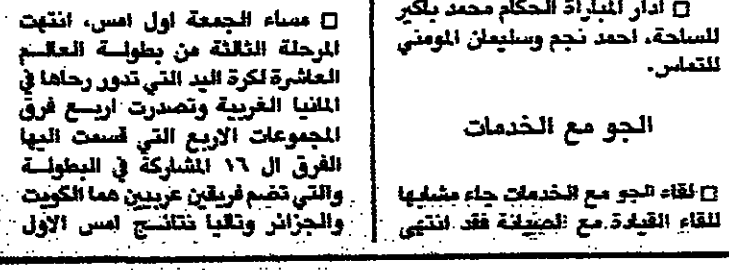 □ ادار المباراة الحكام محمد باكير
للساحة، احمد نجم وسليمان المومني
للتماس.
الجو مع الخدمات
□ لقاء الجو مع الخدمات جاء مشابها
للقاء القيادة مع الصيانة فقد انتهى
□ مساء الجمعة اول امس، انتهت
المرحلة الثالثة من بطولة العالم
العاشرة لكرة اليد التي تدور رحاها في
المانيا الغربية وتصدرت اربع فرق
المجموعات الاربع التي قسمت اليها
الفرق ال ١٦ المشاركة في البطولة
والتي تضم فريقين عربيين هما الكويت
والجزائر وتاليا نتائج امس الاول